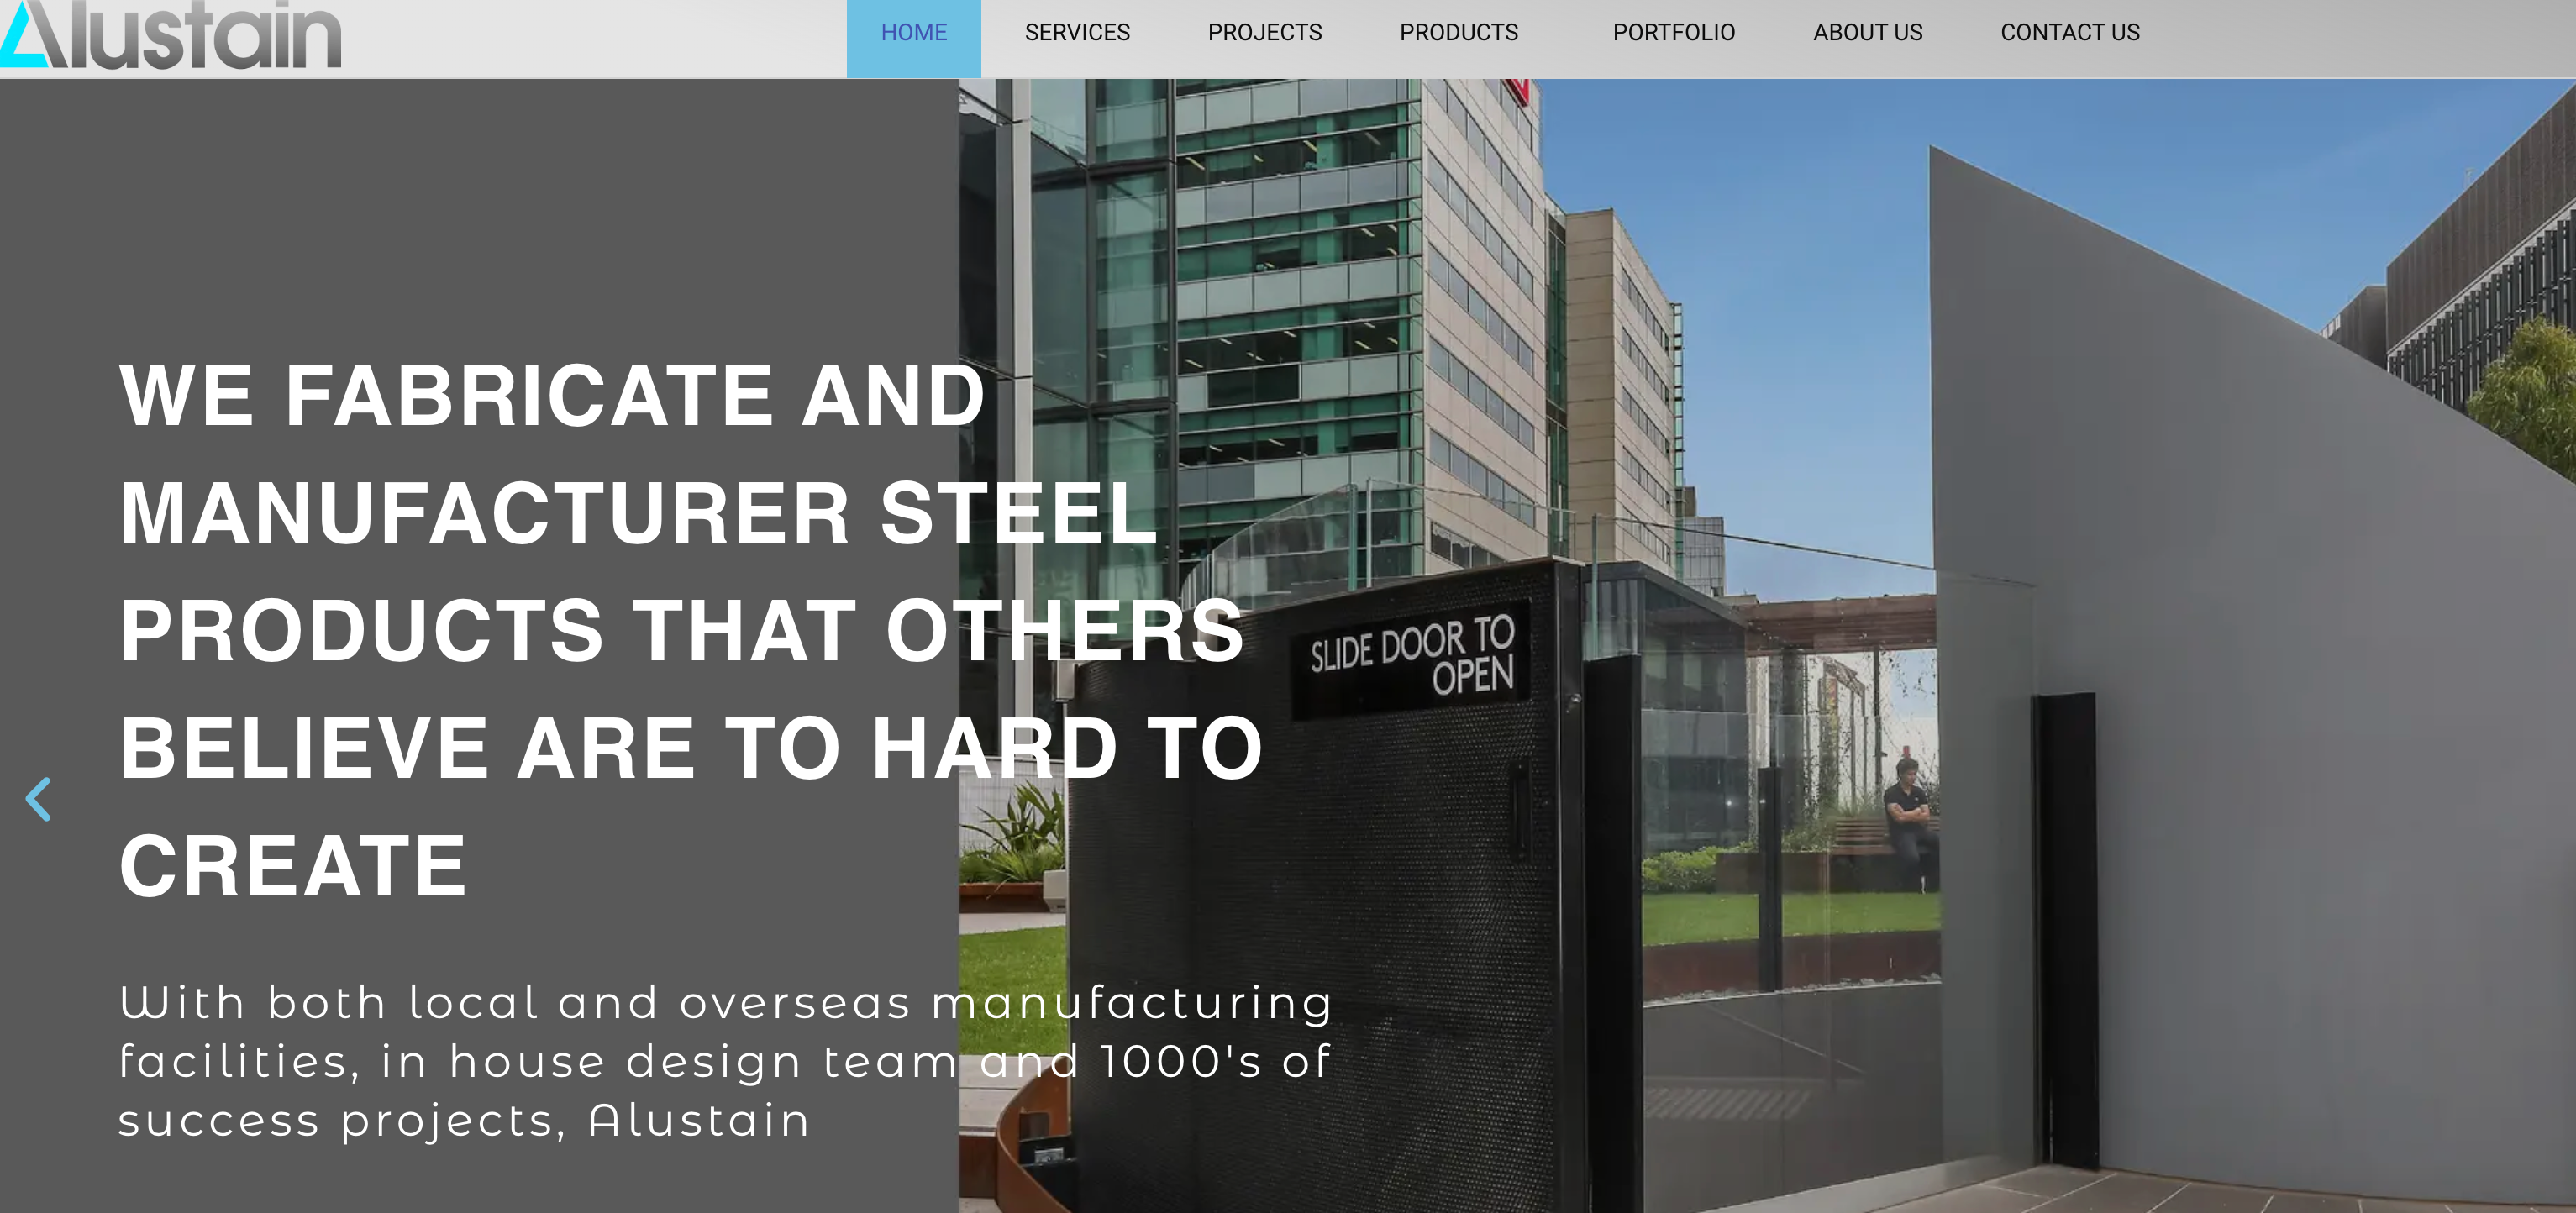 Alustain
HOME SERVICES PROJECTS PRODUCTS PORTFOLIO ABOUT US CONTACT US
WE FABRICATE AND
MANUFACTURER STEEL
PRODUCTS THAT OTHERS
BELIEVE ARE TO HARD TO
CREATE
SLIDE DOOR TO
OPEN
With both local and overseas manufacturing
facilities, in house design team and 1000's of
success projects, Alustain